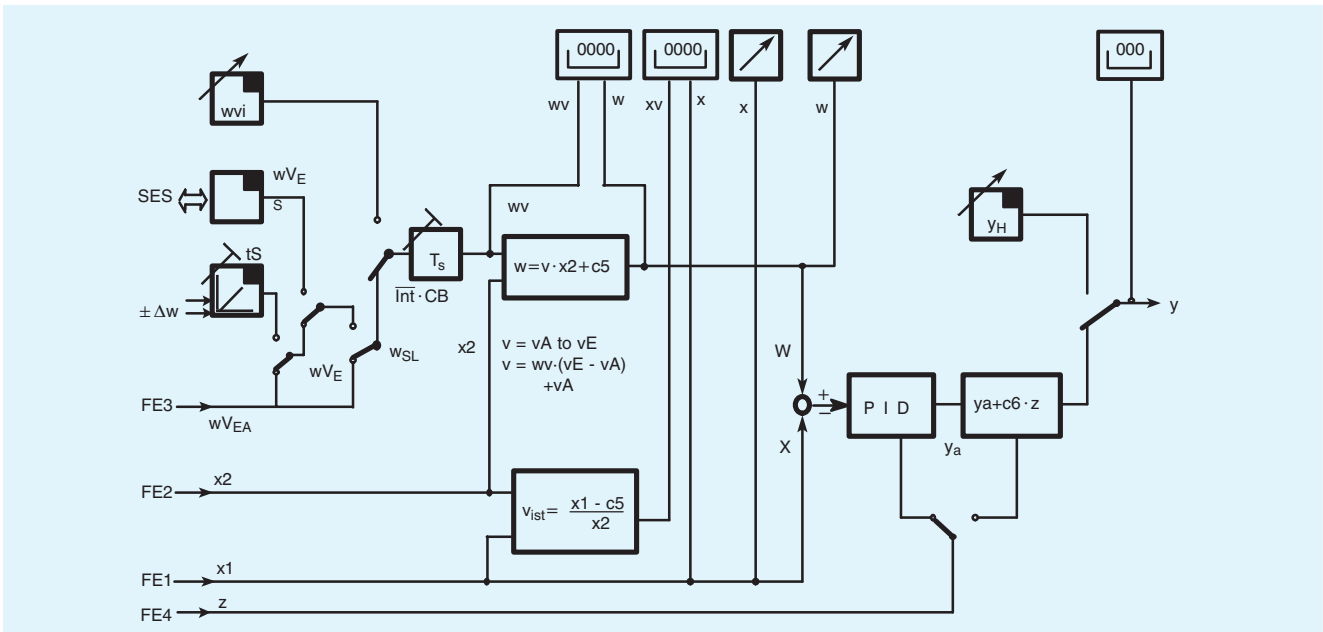 0000
0000
000
wv
w
xv
x
x
w
wvi
SES
wVE
S
wv
yH
tS
Ts
w=v·x2+c5
± Δw
Int·CB
y
x2
v = vA to vE
v = wv·(vE - vA)
+vA
wSL
wVE
W
FE3
wVEA
+
−
P I D
ya+c6·z
X
ya
FE2
x2
vist= x1 - c5
x2
FE1
x1
FE4
z